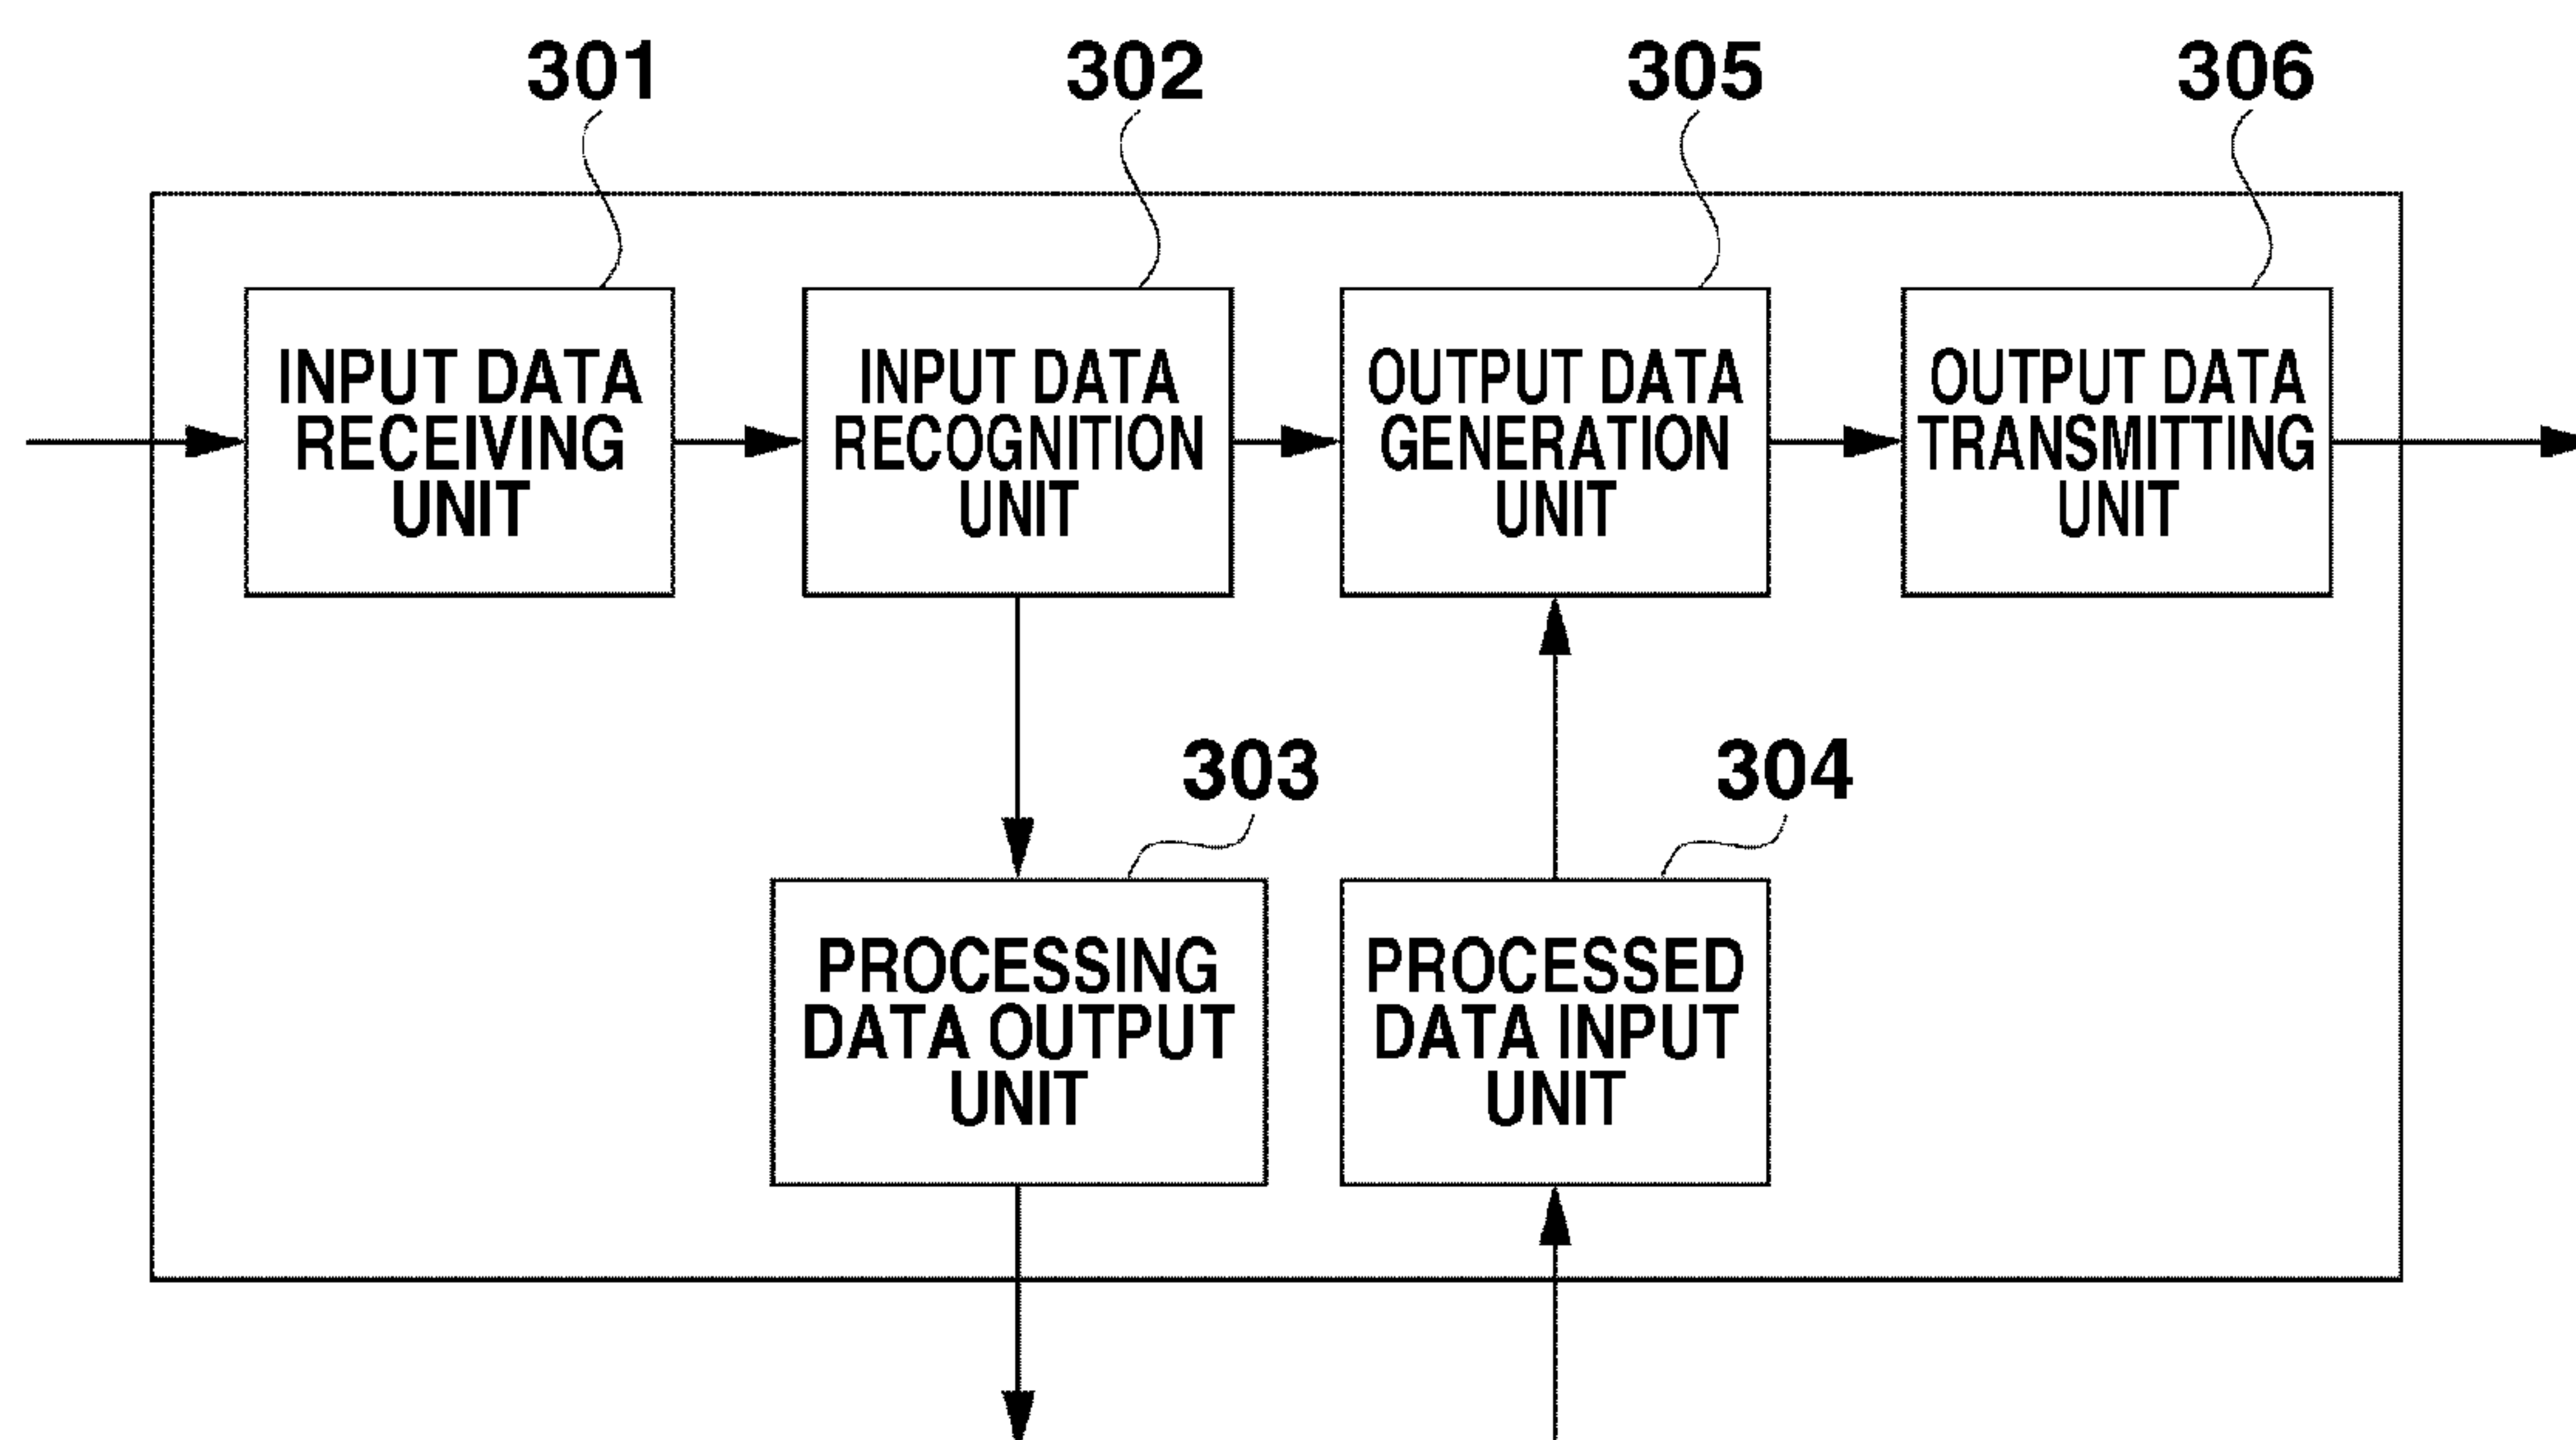 301
302
305
306
INPUT DATA
RECEIVING
UNIT
INPUT DATA
RECOGNITION
UNIT
OUTPUT DATA
GENERATION
UNIT
OUTPUT DATA
TRANSMITTING
UNIT
303
304
PROCESSING
DATA OUTPUT
UNIT
PROCESSED
DATA INPUT
UNIT